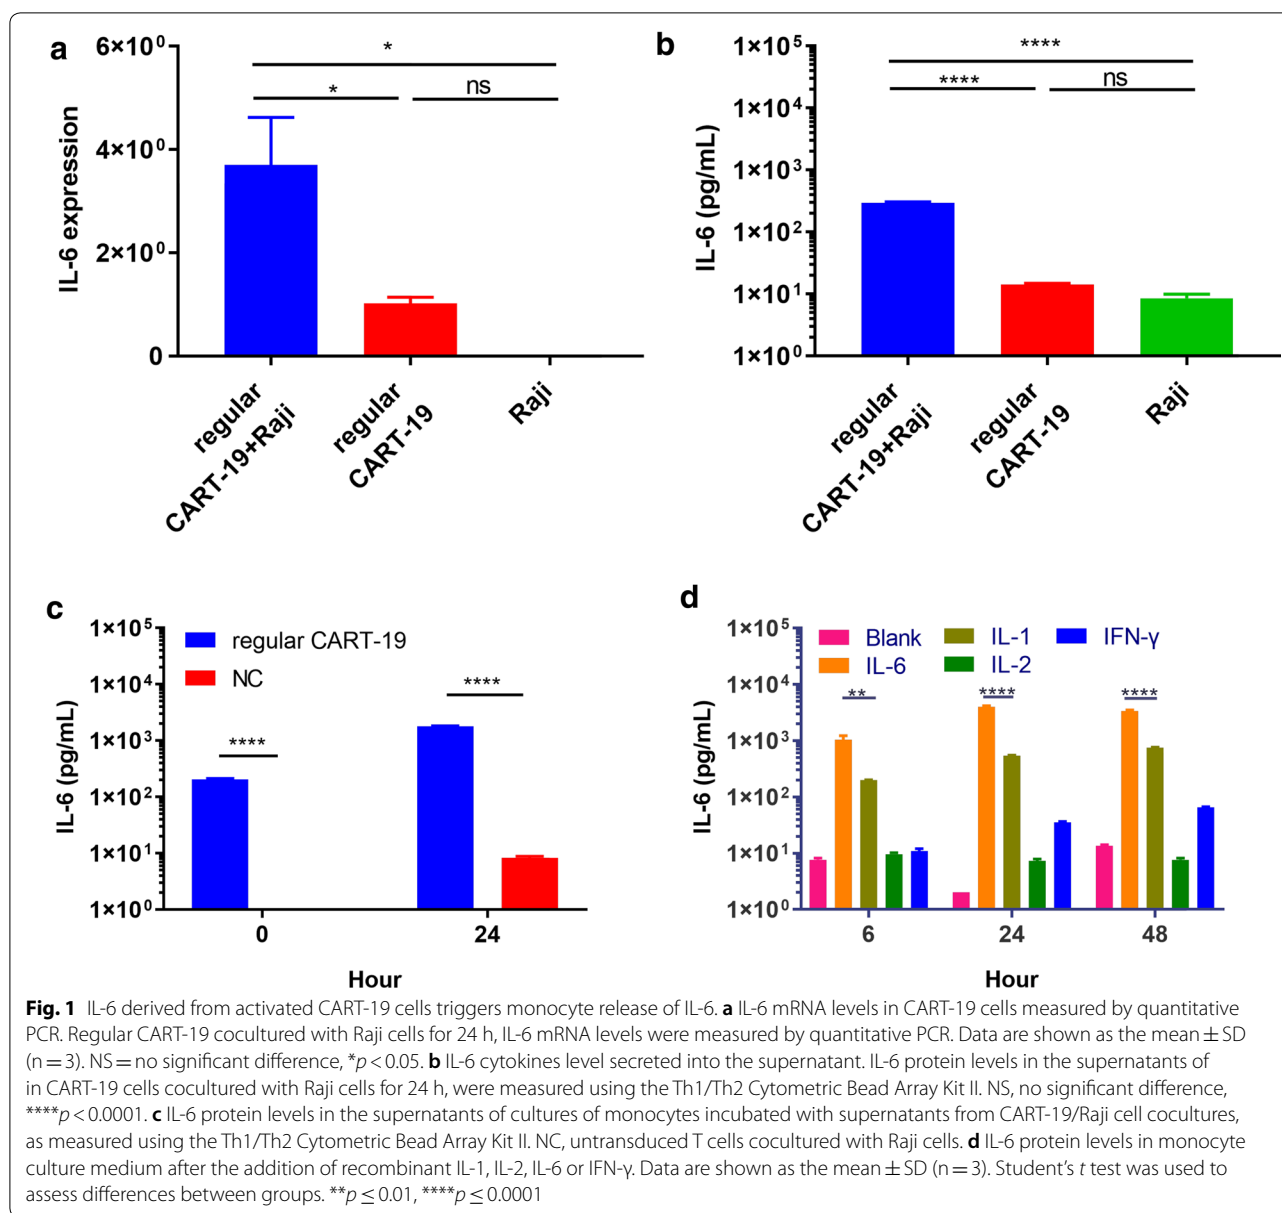 a
6×10⁰
4×10⁰
2×10⁰
0
IL-6 expression
*
*
ns
regular
CART-19+Raji
regular
CART-19
Raji
b
1×10⁵
1×10⁴
1×10³
1×10²
1×10¹
1×10⁰
IL-6 (pg/mL)
****
****
ns
regular
CART-19+Raji
regular
CART-19
Raji
c
1×10⁵
1×10⁴
1×10³
1×10²
1×10¹
1×10⁰
IL-6 (pg/mL)
regular CART-19
NC
****
****
0
24
Hour
d
1×10⁵
1×10⁴
1×10³
1×10²
1×10¹
1×10⁰
IL-6 (pg/mL)
Blank
IL-1
IFN-γ
IL-6
IL-2
**
****
****
6
24
48
Hour
Fig. 1 IL-6 derived from activated CART-19 cells triggers monocyte release of IL-6. a IL-6 mRNA levels in CART-19 cells measured by quantitative
PCR. Regular CART-19 cocultured with Raji cells for 24 h, IL-6 mRNA levels were measured by quantitative PCR. Data are shown as the mean ± SD
(n = 3). NS = no significant difference, *p < 0.05. b IL-6 cytokines level secreted into the supernatant. IL-6 protein levels in the supernatants of
in CART-19 cells cocultured with Raji cells for 24 h, were measured using the Th1/Th2 Cytometric Bead Array Kit II. NS, no significant difference,
****p < 0.0001. c IL-6 protein levels in the supernatants of cultures of monocytes incubated with supernatants from CART-19/Raji cell cocultures,
as measured using the Th1/Th2 Cytometric Bead Array Kit II. NC, untransduced T cells cocultured with Raji cells. d IL-6 protein levels in monocyte
culture medium after the addition of recombinant IL-1, IL-2, IL-6 or IFN-γ. Data are shown as the mean ± SD (n = 3). Student's t test was used to
assess differences between groups. **p ≤ 0.01, ****p ≤ 0.0001